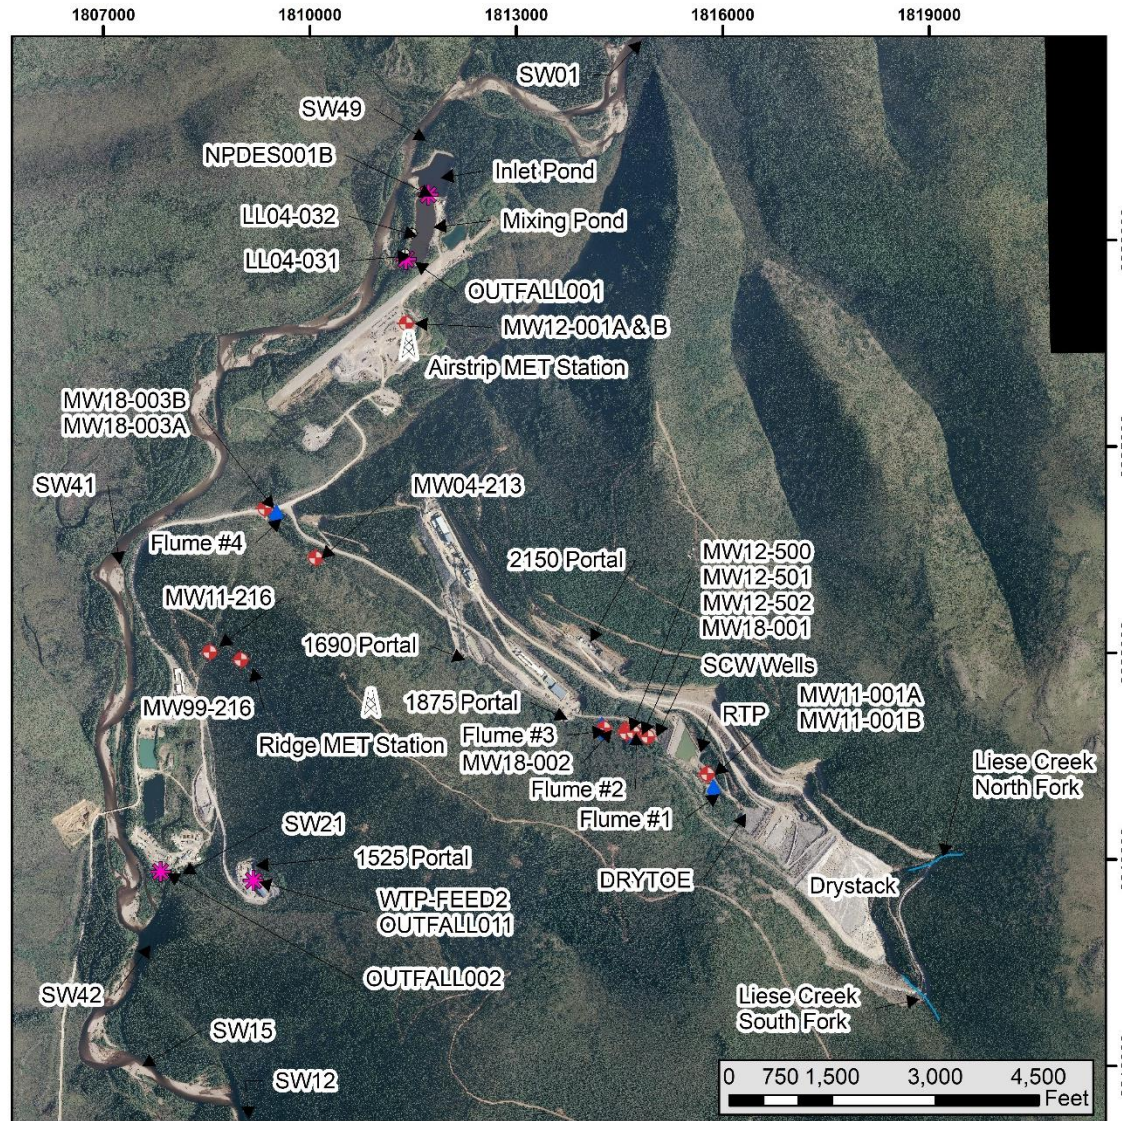 1807000 1810000 1813000 1816000 1819000
SW01
SW49
NPDES001B
Inlet Pond
LL04-032
Mixing Pond
LL04-031
OUTFALL001
MW12-001A & B
Airstrip MET Station
MW18-003B
MW18-003A
SW41
MW04-213
Flume #4
2150 Portal
MW12-500
MW12-501
MW12-502
MW18-001
MW11-216
1690 Portal
SCW Wells
MW11-001A
MW11-001B
MW99-216
1875 Portal
RTP
Ridge MET Station
Flume #3
MW18-002
Liese Creek
North Fork
Flume #2
Flume #1
SW21
1525 Portal
DRYTOE
Drystack
WTP-FEED2
OUTFALL011
OUTFALL002
SW42
Liese Creek
South Fork
SW15
SW12
0 750 1,500 3,000 4,500
Feet